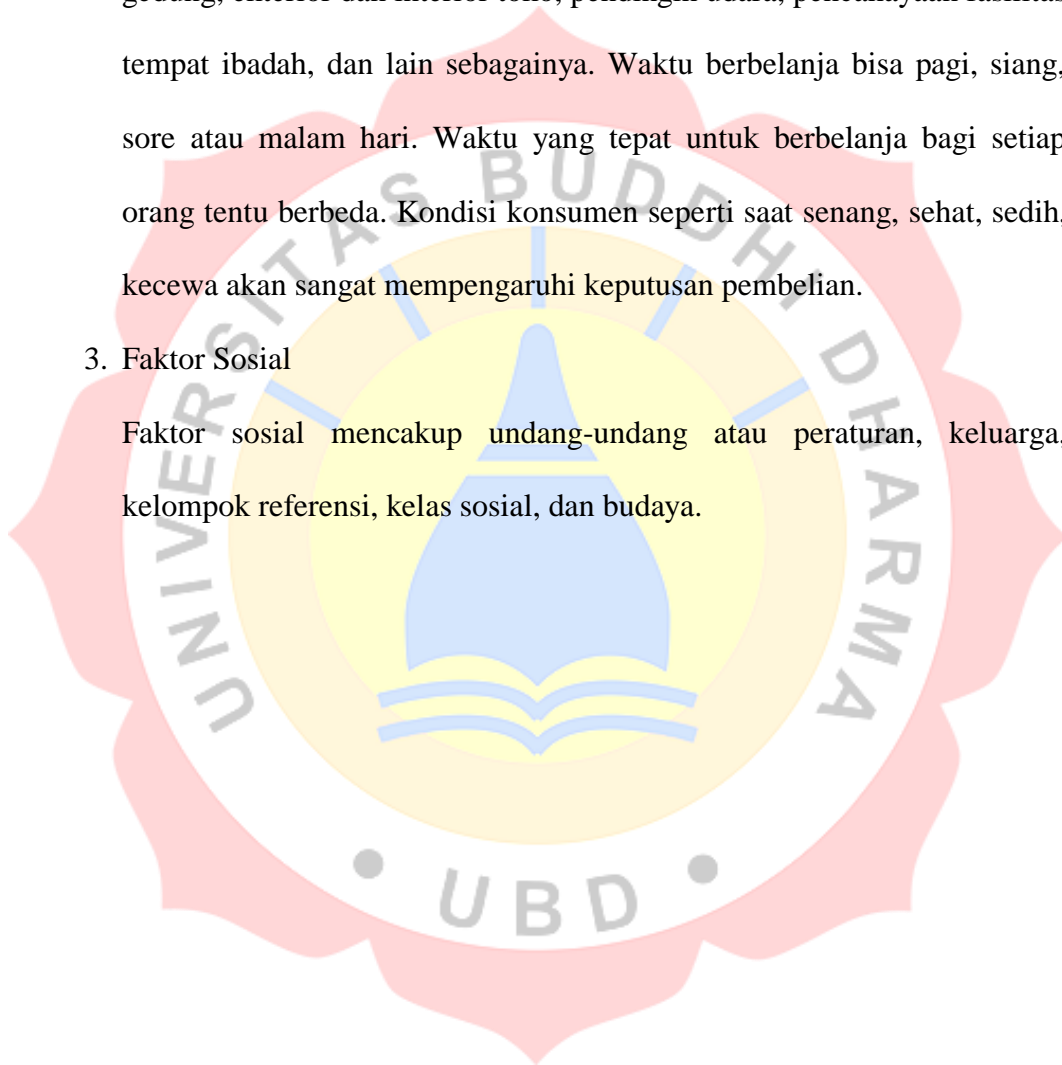 tempat ibadah, dan lain sebagainya. Waktu berbelanja bisa pagi, siang,
sore atau malam hari. Waktu yang tepat untuk berbelanja bagi setiap
orang tentu berbeda. Kondisi konsumen seperti saat senang, sehat, sedih,
kecewa akan sangat mempengaruhi keputusan pembelian.
3. Faktor Sosial
Faktor sosial mencakup undang-undang atau peraturan, keluarga,
kelompok referensi, kelas sosial, dan budaya.
UNIVERSITAS BUDDHI DHARMA
• UBD •